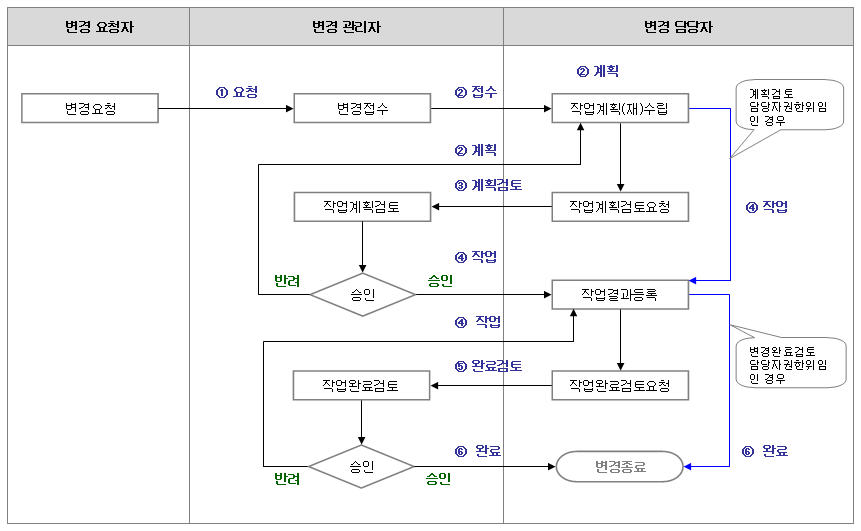 변경 요청자
변경 관리자
변경 담당자
② 계획
① 요청
② 접수
변경요청
변경접수
작업계획(재)수립
계획검토
담당자권한위임
인 경우
② 계획
③ 계획검토
작업계획검토
작업계획검토요청
④ 작업
④ 작업
반려
승인
승인
작업결과등록
④ 작업
변경완료검토
담당자권한위임
인 경우
⑤ 완료검토
작업완료검토
작업완료검토요청
⑥ 완료
⑥ 완료
승인
변경종료
반려
승인